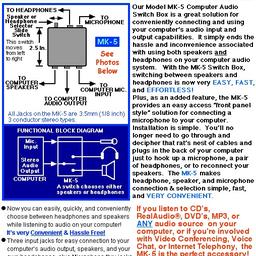 TO HEADPHONES
TO MICROPHONE
Speaker or
Headphone
Selector
Slide
Switch
This switch
moves
from left
to right
2.5 In.
MK-5
See
Photos
Below
TO
COMPUTER
SPEAKERS
TO
COMPUTER MIC.
INPUT
TO COMPUTER
AUDIO OUTPUT
All Jacks on the MK-5 are 3.5mm (1/8 inch)
3 conductor stereo types.
FUNCTIONAL BLOCK DIAGRAM
Mic.
Input
Stereo
Audio
Output
COMPUTER
MK-5
A switch chooses either
speakers or headphones
Now you can easily, quickly, and conveniently
choose between headphones and speakers
while listening to audio on your computer!
It's very Convenient & Hassle Free!
Three input jacks for easy connection to your
computer's audio output, speakers, and your
Our Model MK-5 Computer Audio
Switch Box is a great solution for
conveniently connecting and using
your computer's audio input and
output capabilities. It simply ends the
hassle and inconvenience associated
with using both speakers and
headphones on your computer audio
system. With the MK-5 Switch Box,
switching between speakers and
headphones is now very EASY, FAST,
and EFFORTLESS!
Plus, as an added feature, the MK-5
provides an easy access "front panel
style" solution for connecting a
microphone to your computer.
Installation is simple. You'll no
longer need to go through and
decipher that rat's nest of cables and
plugs in the back of your computer
just to hook up a microphone, a pair
of headphones, or to reconnect your
speakers. The MK-5 makes
headphone, speaker, and microphone
connection & selection simple, fast,
and VERY CONVENIENT.
If you listen to CD's,
RealAudio®, DVD's, MP3, or
ANY audio source on your
computer, or if you're involved
with Video Conferencing, Voice
Chat, or Internet Telephony, the
MK-5 is the perfect accessory!